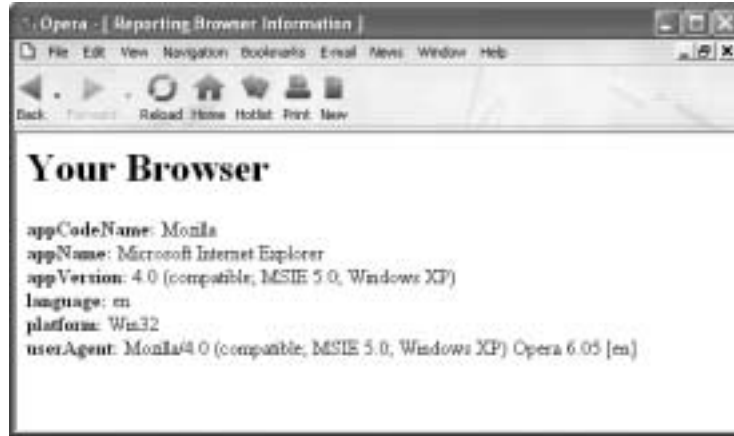 Opera - [ Reporting Browser Information ]
File Edit View Navigation Bookmarks E-mail News Window Help
Back Forward Reload Home Hotlist Print New
Your Browser
appCodeName: Mozilla
appName: Microsoft Internet Explorer
appVersion: 4.0 (compatible; MSIE 5.0; Windows XP)
language: en
platform: Win32
userAgent: Mozilla/4.0 (compatible; MSIE 5.0; Windows XP) Opera 6.05 [en]